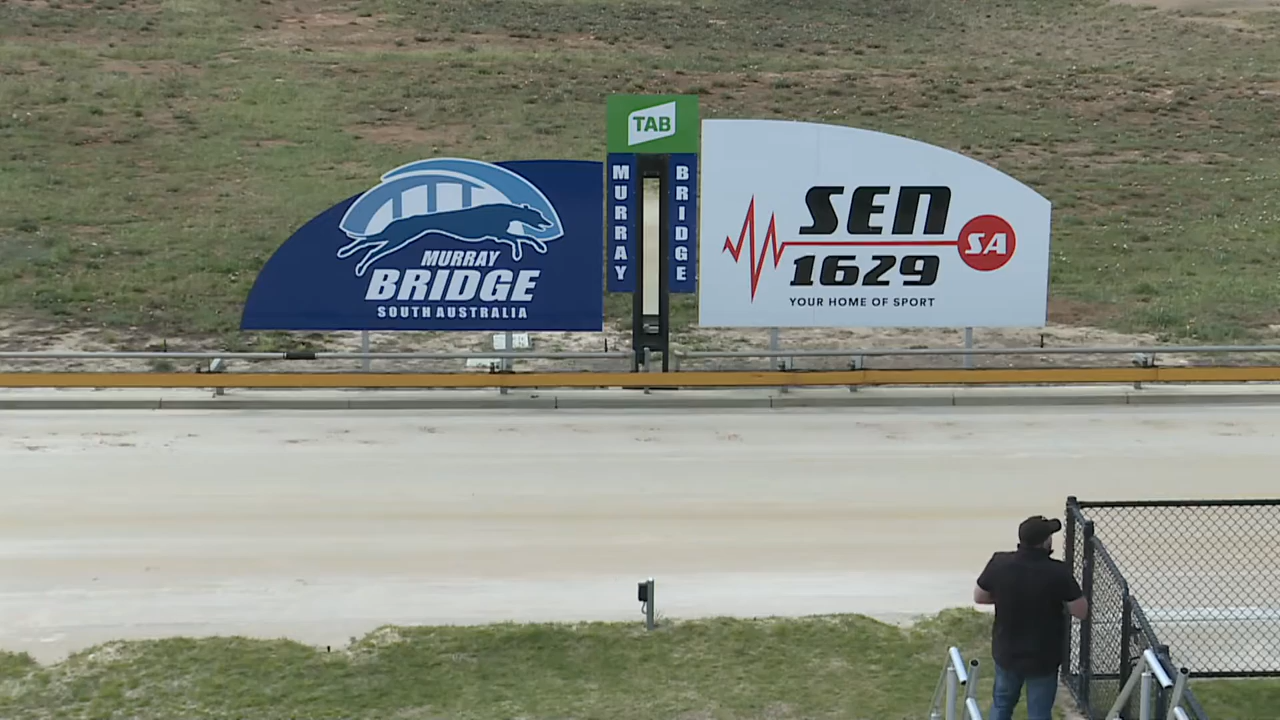 TAB
MURRAY
BRIDGE
MURRAY
BRIDGE
SOUTH AUSTRALIA
SEN
SA
1629
YOUR HOME OF SPORT